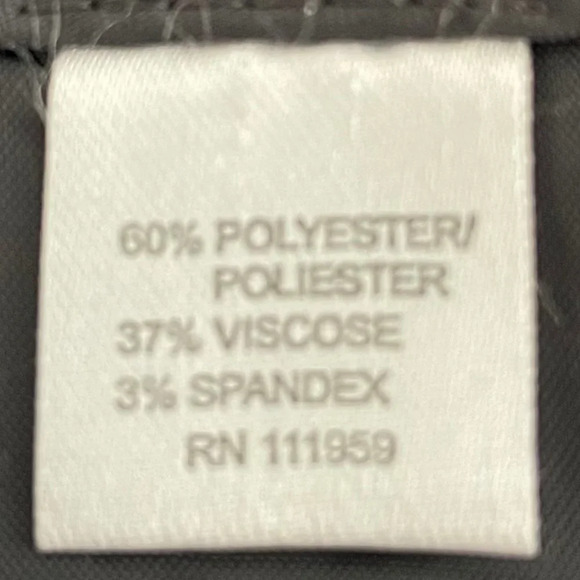 60% POLYESTER/
POLIESTER
37% VISCOSE
3% SPANDEX
RN 111959